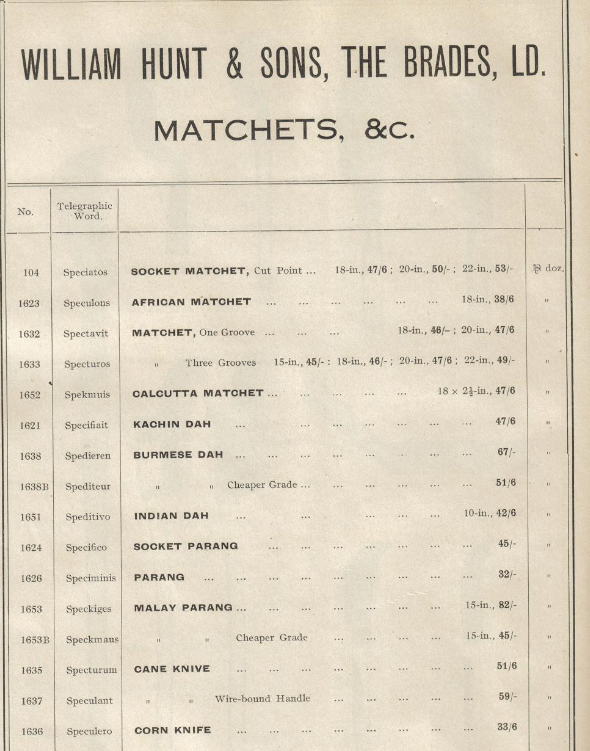 WILLIAM HUNT & SONS, THE BRADES, LD.
MATCHETS, &c.
No. Telegraphic Word.
104 Speciatos SOCKET MATCHET, Cut Point ... 18-in., 47/6 ; 20-in., 50/- ; 22-in., 53/- ⅌ doz.
1623 Speculous AFRICAN MATCHET ... ... ... ... ... ... 18-in., 38/6 "
1632 Spectavit MATCHET, One Groove ... ... ... 18-in., 46/- ; 20-in., 47/6 "
1633 Specturos " Three Grooves 15-in., 45/- : 18-in., 46/- ; 20-in., 47/6 ; 22-in., 49/- "
1652 Spekmuis CALCUTTA MATCHET ... ... ... ... ... 18 × 2½-in., 47/6 "
1621 Specifiait KACHIN DAH ... ... ... ... ... ... ... 47/6 "
1638 Spedieren BURMESE DAH ... ... ... ... ... ... ... 67/- "
1638B Spediteur " " Cheaper Grade ... ... ... ... ... ... 51/6 "
1651 Speditivo INDIAN DAH ... ... ... ... ... 10-in., 42/6 "
1624 Specifico SOCKET PARANG ... ... ... ... ... ... 45/- "
1626 Speciminis PARANG ... ... ... ... ... ... ... ... 32/- "
1653 Speckiges MALAY PARANG ... ... ... ... ... ... 15-in., 82/- "
1653B Speckmaus " " Cheaper Grade ... ... ... ... 15-in., 45/- "
1635 Specturum CANE KNIVE ... ... ... ... ... ... ... 51/6 "
1637 Speculant " " Wire-bound Handle ... ... ... ... ... 59/- "
1636 Speculero CORN KNIFE ... ... ... ... ... ... ... 33/6 "